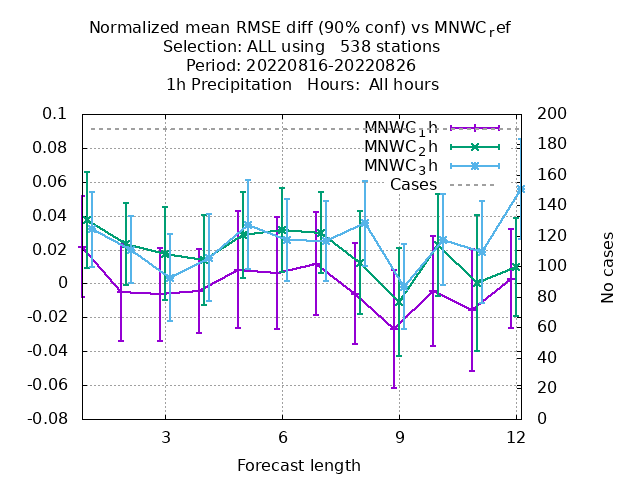 Normalized mean RMSE diff (90% conf) vs MNWC_ref
Selection: ALL using   538 stations
Period: 20220816-20220826
1h Precipitation   Hours:  All hours
0.1
0.08
0.06
0.04
0.02
0
-0.02
-0.04
-0.06
-0.08
MNWC_1h
MNWC_2h
MNWC_3h
Cases
200
180
160
140
120
100
80
60
40
20
0
No cases
3
6
9
12
Forecast length